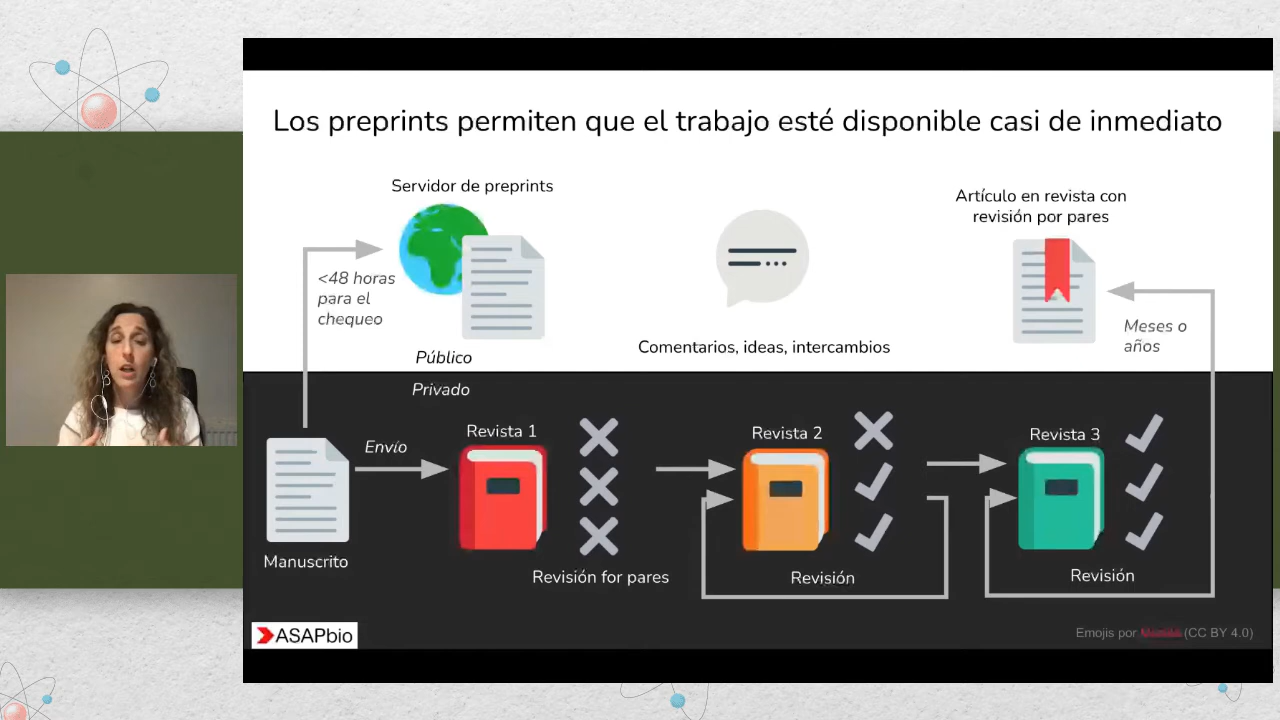 Los preprints permiten que el trabajo esté disponible casi de inmediato
Servidor de preprints
Artículo en revista con
revisión por pares
<48 horas
para el
chequeo
Meses o
años
Comentarios, ideas, intercambios
Público
Privado
Envío
Revista 1
Revista 2
Revista 3
Manuscrito
Revisión for pares
Revisión
Revisión
ASAPbio
Emojis por (CC BY 4.0)